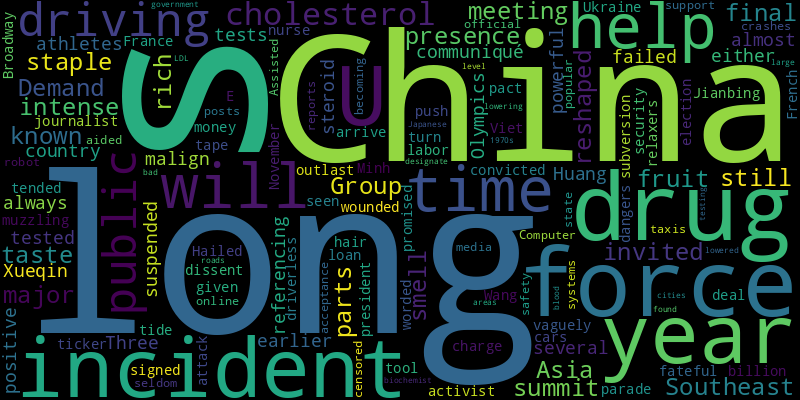 Broadway
driving
cholesterol
meeting
help
Ukraine
government
support
official
final
crashes
athletes
France
tests
nurse
presence
communiqué
almost
large
staple
LDL
Assisted
rich
S
China
U
steroid
reports
becoming
level
lowering
Olympics
powerful
popular
failed
either
reshaped
Jianbing
French
Demand
intense
journalist
E
posts
money
tape
arrive
push
pact
turn
labor
Viet
Japanese
1970s
designate
subversion
security
relaxers
election
known
country
aided
robot
bad
malign
November
outlast
Minh
seen
Group
wounded
convicted
Huang
fruit
still
tended
always
muzzling
public
will
long
time
promised
drug
state
dangers
testing
taxis
tested
taste
Xueqin
major
suspended
Hailed
roads
dissent
given
online
referencing
driverless
hair
loan
acceptance
parts
president
worded
smell
media
Computer
force
invited
lowered
Wang
areas
safety
blood
systems
cities
found
deal
positive
tide
ticker
Three
earlier
attack
censored
charge
vaguely
cars
several
year
incident
signed
seldom
tool
biochemist
activist
summit
Asia
parade
fateful
billion
Southeast